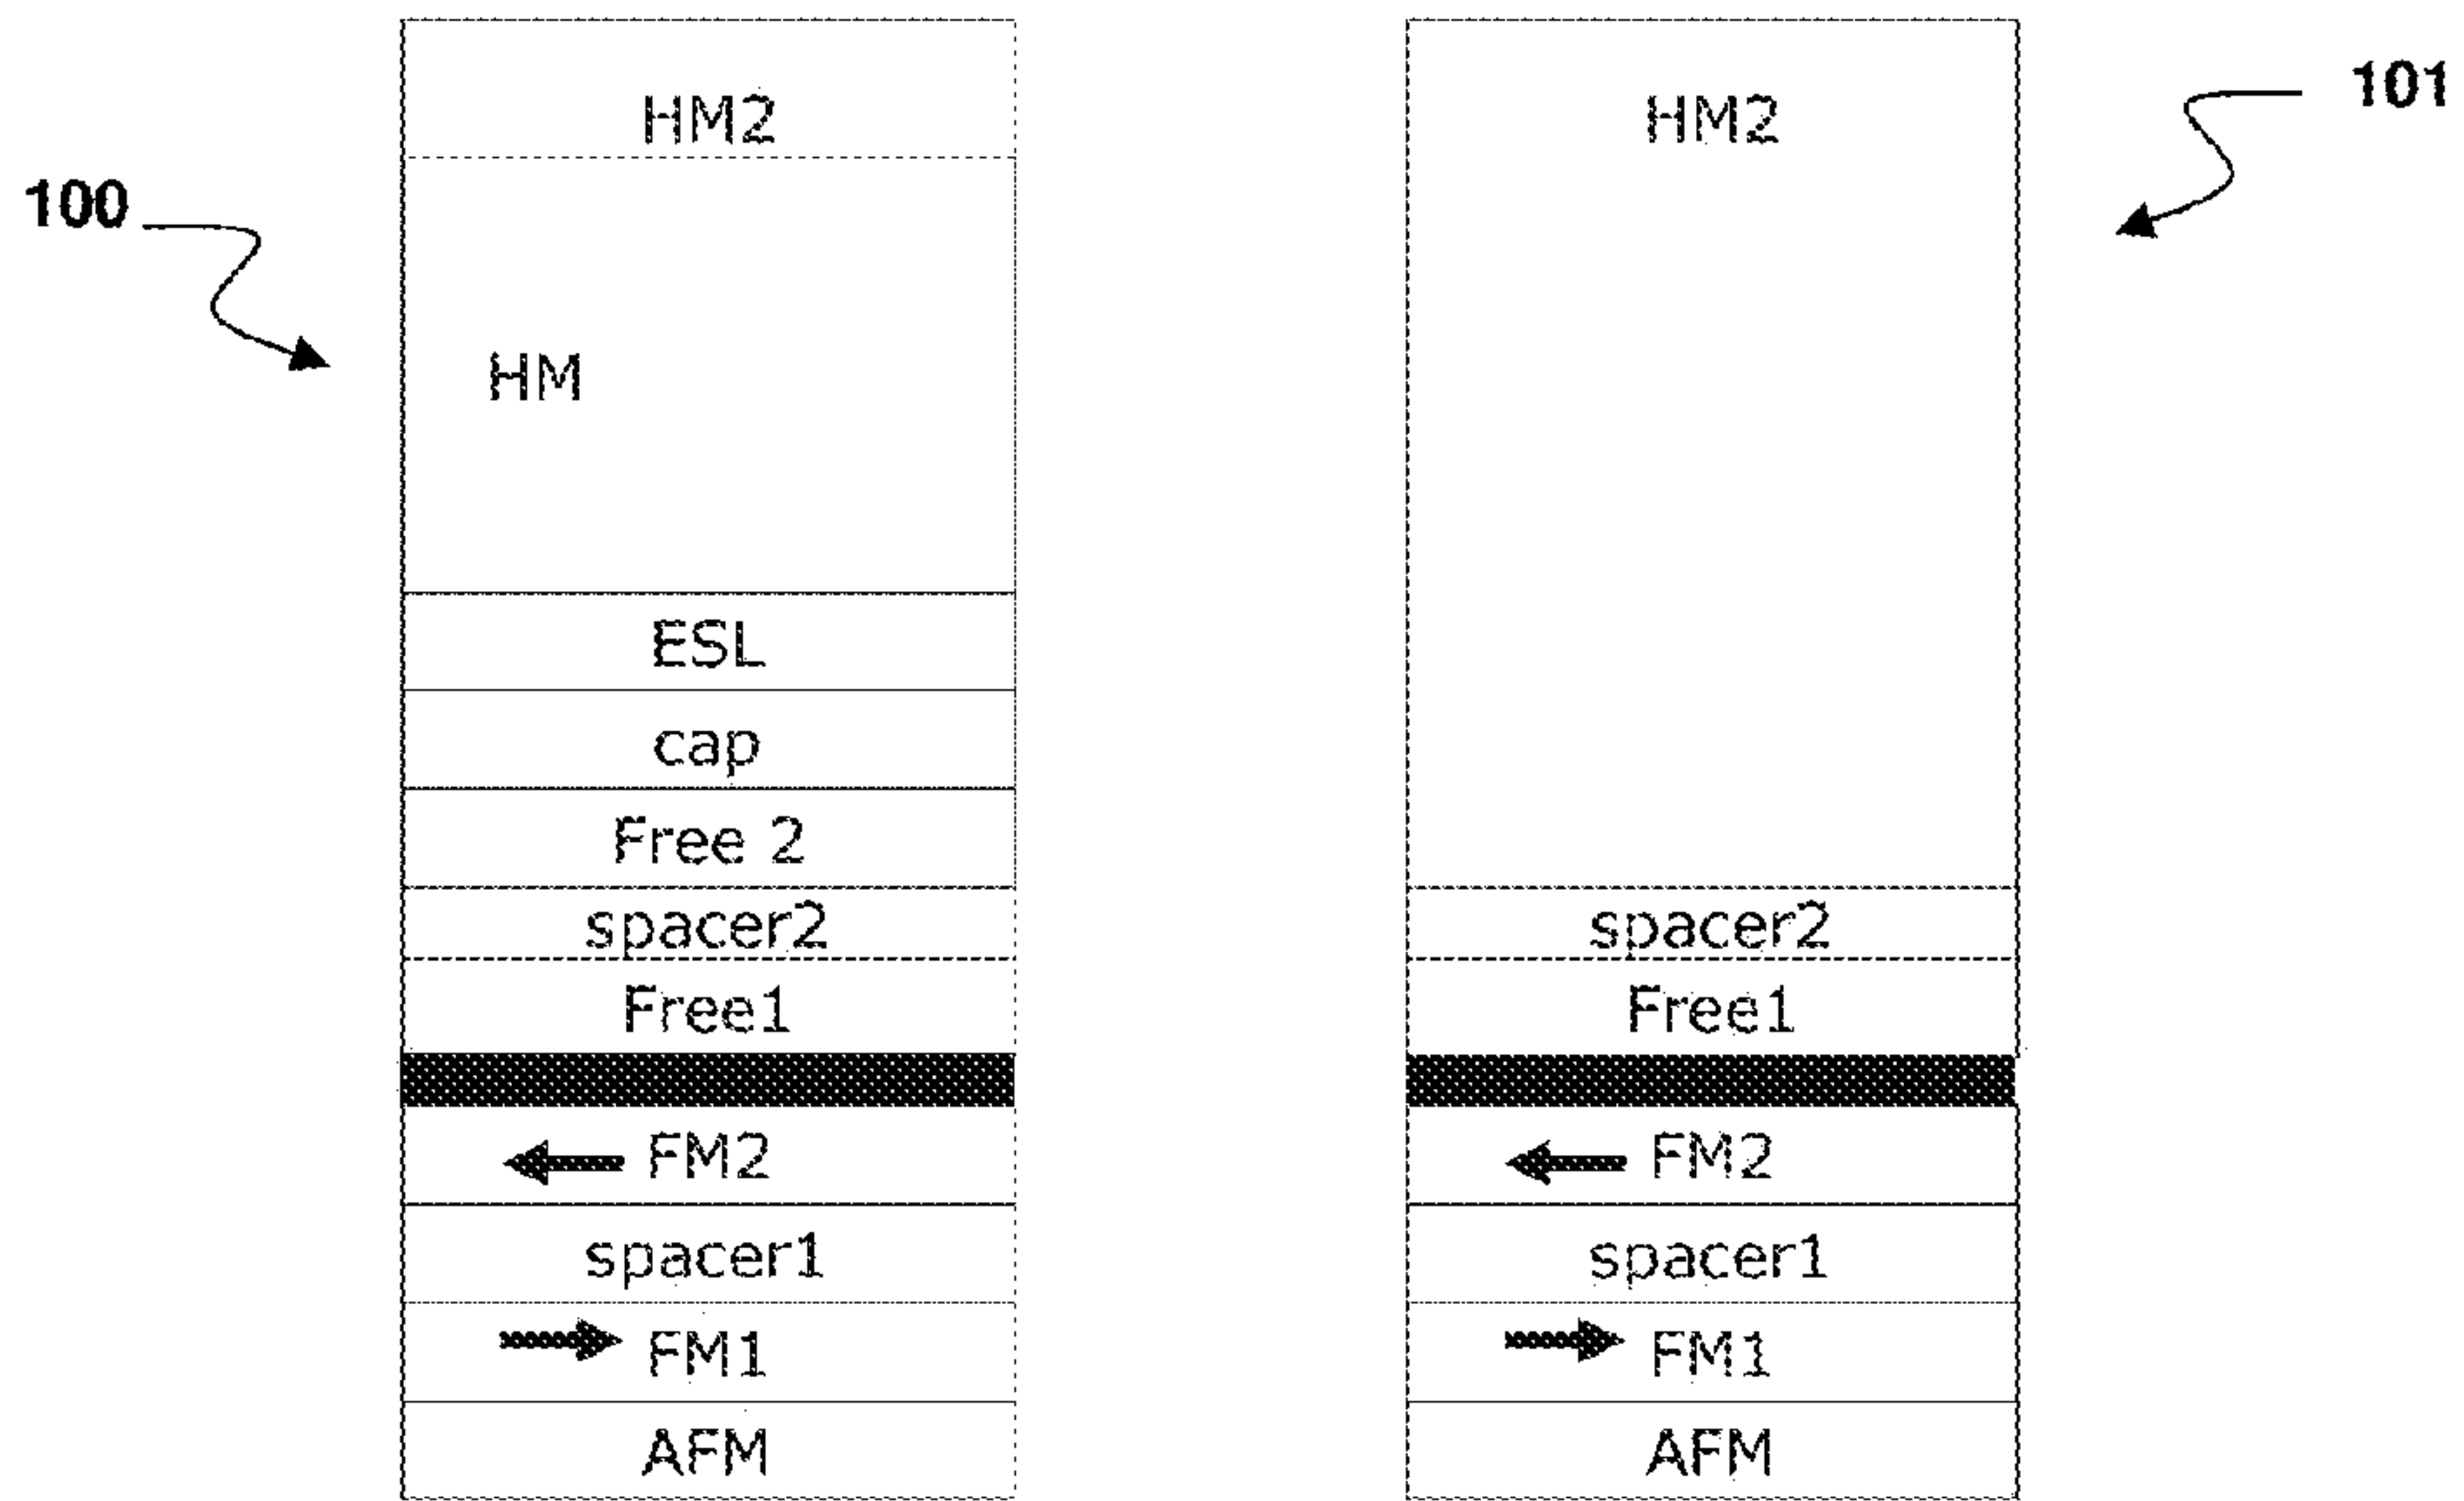 100
HM2
HM
ESL
cap
Free 2
spacer2
Free1
FM2
spacer1
FM1
AFM
101
HM2
spacer2
Free1
FM2
spacer1
FM1
AFM